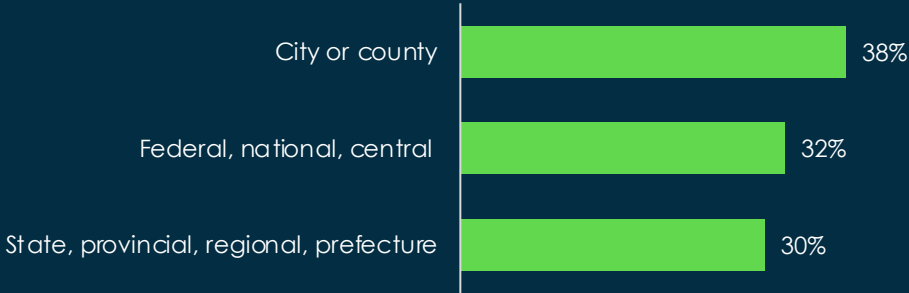 City or county 38%
Federal, national, central 32%
State, provincial, regional, prefecture 30%